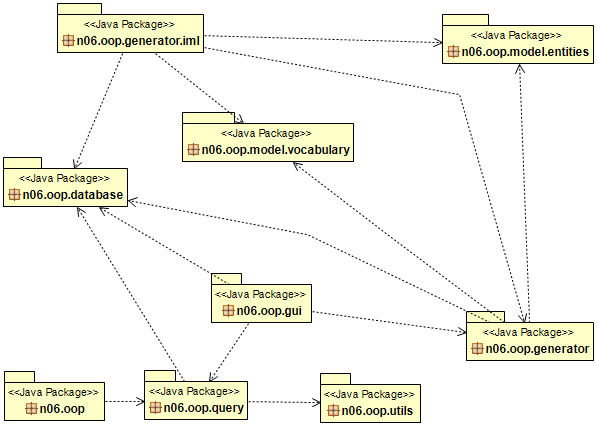 <<Java Package>>
n06.oop.generator.iml
<<Java Package>>
n06.oop.model.entities
<<Java Package>>
n06.oop.model.vocabulary
<<Java Package>>
n06.oop.database
<<Java Package>>
n06.oop.gui
<<Java Package>>
n06.oop.generator
<<Java Package>>
n06.oop
<<Java Package>>
n06.oop.query
<<Java Package>>
n06.oop.utils